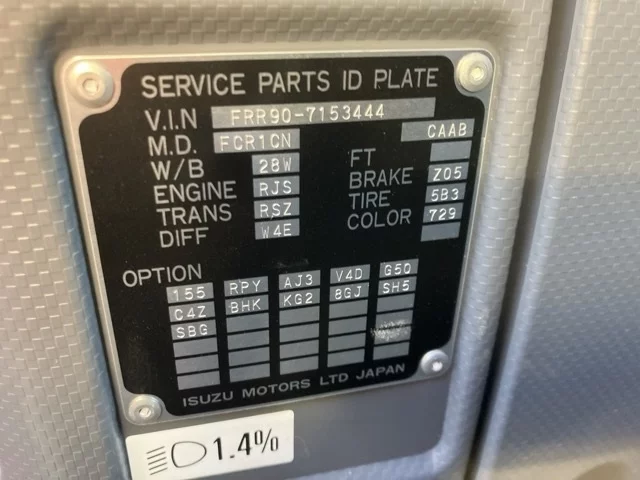 SERVICE PARTS ID PLATE
V.I.N FRR90-7153444
M.D. FCR1CN CAAB
W/B 28W FT
ENGINE RJS BRAKE Z05
TRANS RSZ TIRE 5B3
DIFF W4E COLOR 729
OPTION
155 RPY AJ3 V4D G50
C4Z BHK KG2 8GJ SH5
SBG
ISUZU MOTORS LTD JAPAN
1.4%